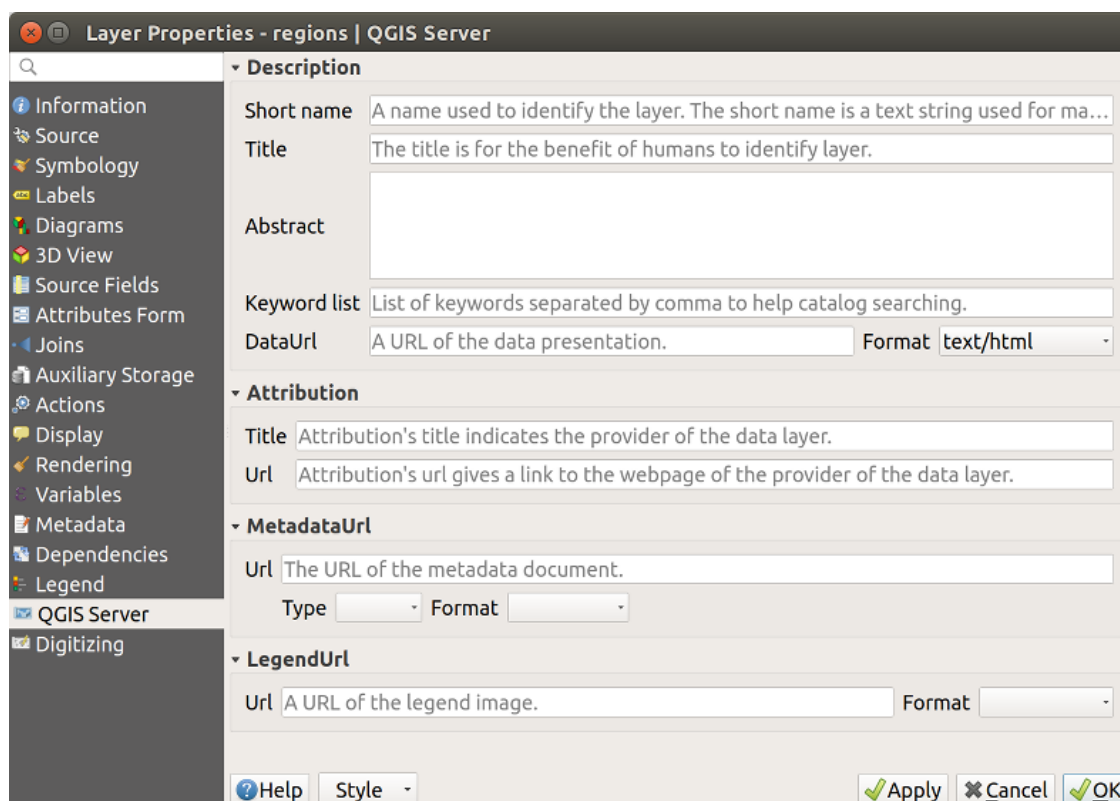 Layer Properties - regions | QGIS Server
Information
Source
Symbology
Labels
Diagrams
3D View
Source Fields
Attributes Form
Joins
Auxiliary Storage
Actions
Display
Rendering
Variables
Metadata
Dependencies
Legend
QGIS Server
Digitizing
Description
Short name A name used to identify the layer. The short name is a text string used for ma...
Title The title is for the benefit of humans to identify layer.
Abstract
Keyword list List of keywords separated by comma to help catalog searching.
DataUrl A URL of the data presentation. Format text/html
Attribution
Title Attribution's title indicates the provider of the data layer.
Url Attribution's url gives a link to the webpage of the provider of the data layer.
MetadataUrl
Url The URL of the metadata document.
Type Format
LegendUrl
Url A URL of the legend image. Format
Help Style Apply Cancel OK